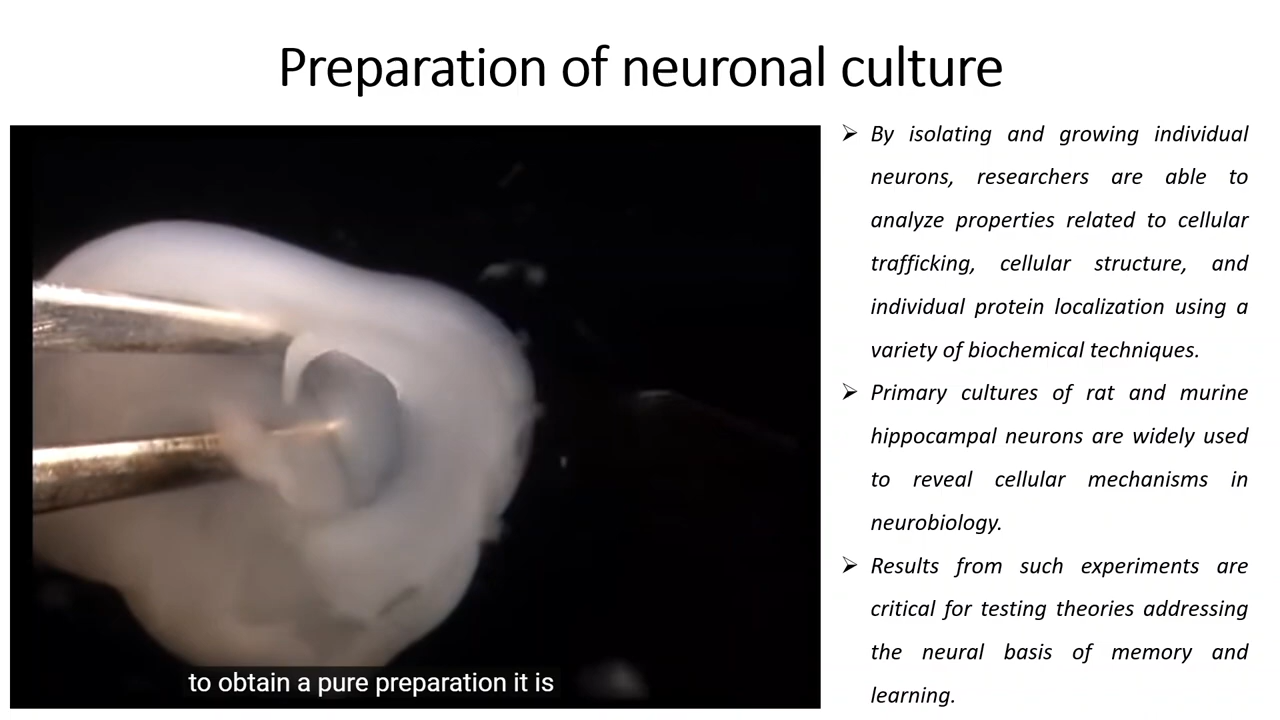 Preparation of neuronal culture
By isolating and growing individual
neurons, researchers are able to
analyze properties related to cellular
trafficking, cellular structure, and
individual protein localization using a
variety of biochemical techniques.
Primary cultures of rat and murine
hippocampal neurons are widely used
to reveal cellular mechanisms in
neurobiology.
Results from such experiments are
critical for testing theories addressing
the neural basis of memory and
learning.
to obtain a pure preparation it is